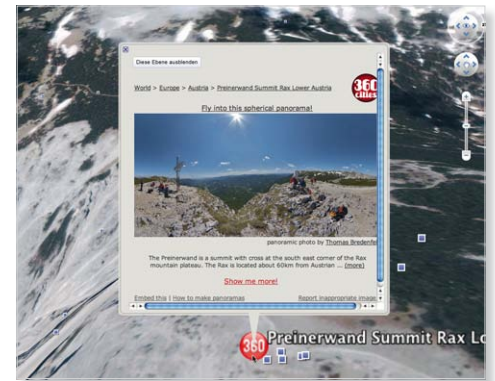 Diese Ebene ausblenden
360
cities
World > Europe > Austria > Preinerwand Summit Rax Lower Austria
Fly into this spherical panorama!
panoramic photo by Thomas Bredenfe
The Preinerwand is a summit with cross at the south east corner of the Rax
mountain plateau. The Rax is located about 60km from Austrian ... (more)
Show me more!
Embed this | How to make panoramas Report inappropriate image
360 Preinerwand Summit Rax Lo